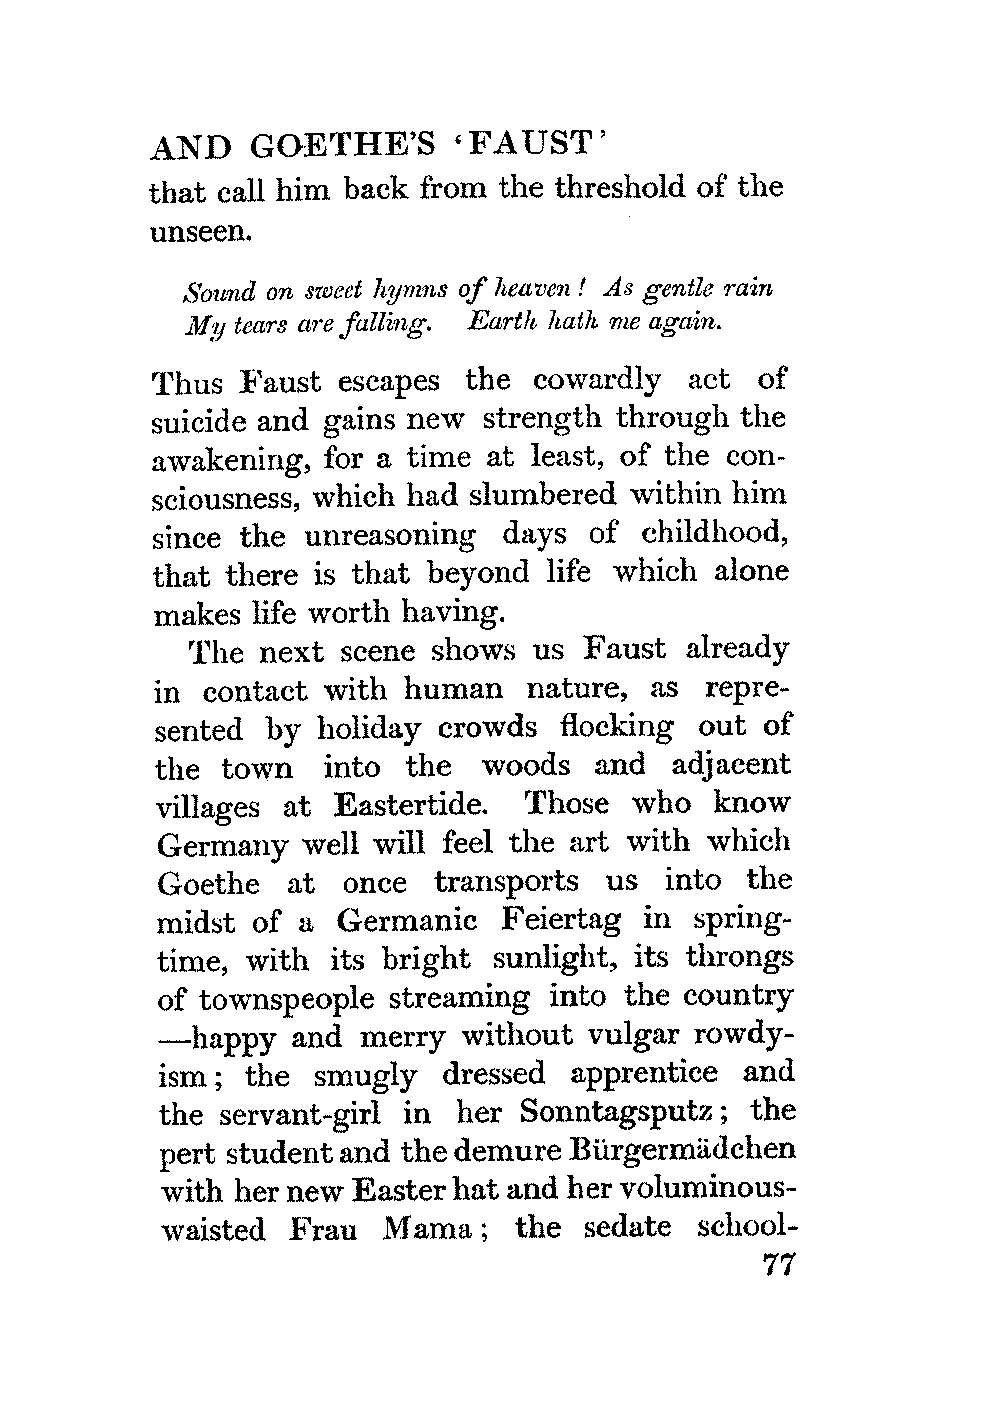 AND GOETHE'S 'FAUST'
that call him back from the threshold of the
unseen.
Sound on sweet hymns of heaven! As gentle rain
My tears are falling. Earth hath me again.
Thus Faust escapes the cowardly act of
suicide and gains new strength through the
awakening, for a time at least, of the con-
sciousness, which had slumbered within him
since the unreasoning days of childhood,
that there is that beyond life which alone
makes life worth having.
The next scene shows us Faust already
in contact with human nature, as repre-
sented by holiday crowds flocking out of
the town into the woods and adjacent
villages at Eastertide. Those who know
Germany well will feel the art with which
Goethe at once transports us into the
midst of a Germanic Feiertag in spring-
time, with its bright sunlight, its throngs
of townspeople streaming into the country
—happy and merry without vulgar rowdy-
ism; the smugly dressed apprentice and
the servant-girl in her Sonntagsputz; the
pert student and the demure Bürgermädchen
with her new Easter hat and her voluminous-
waisted Frau Mama; the sedate school-
77